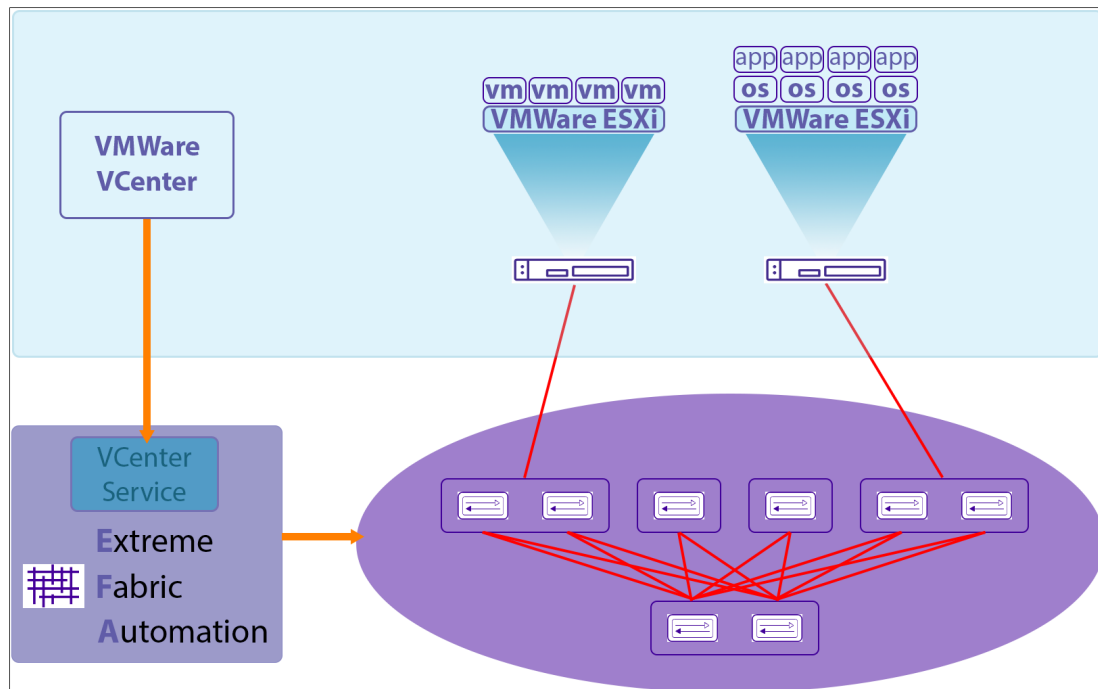 app app app app
vm vm vm vm
os os os os
VMWare ESXi
VMWare ESXi
VMWare
VCenter
VCenter
Service
Extreme
Fabric
Automation